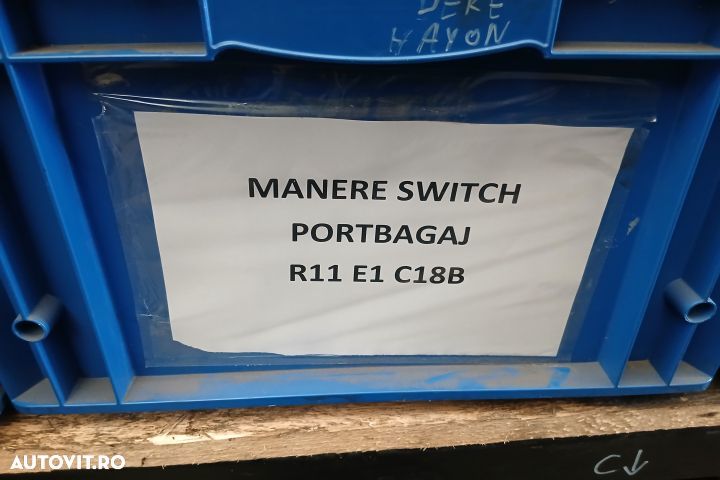 HAYON
MANERE SWITCH
PORTBAGAJ
R11 E1 C18B
C↓
AUTOVIT.RO